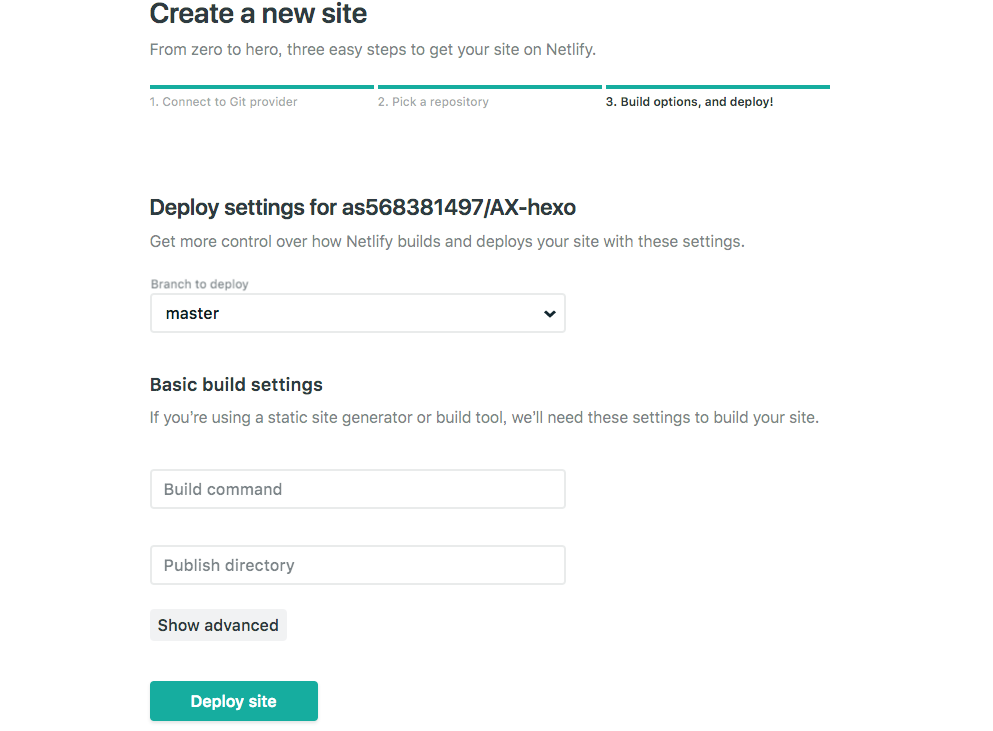 Create a new site
From zero to hero, three easy steps to get your site on Netlify.
1. Connect to Git provider
2. Pick a repository
3. Build options, and deploy!
Deploy settings for as568381497/AX-hexo
Get more control over how Netlify builds and deploys your site with these settings.
Branch to deploy
master
Basic build settings
If you’re using a static site generator or build tool, we’ll need these settings to build your site.
Build command
Publish directory
Show advanced
Deploy site